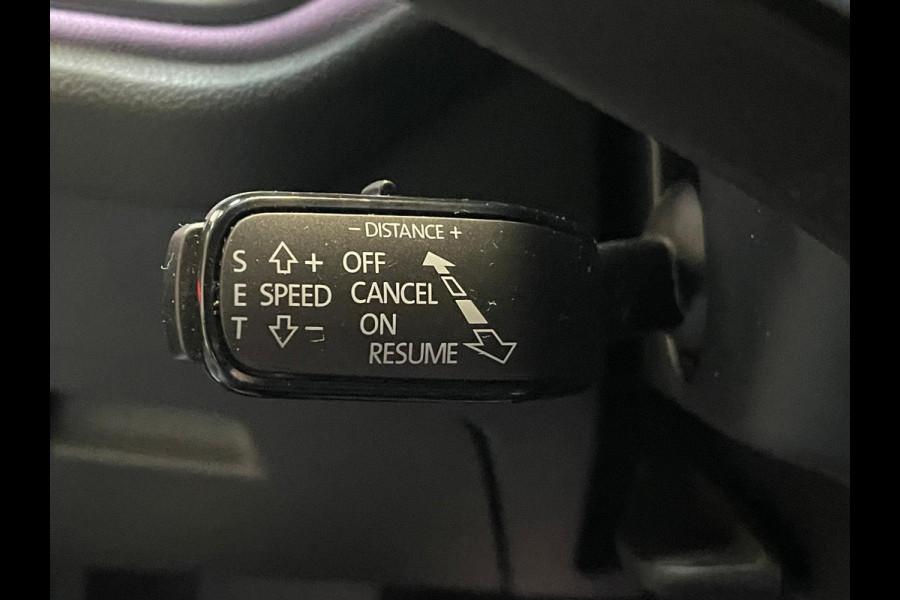 − DISTANCE +
S + OFF
E SPEED CANCEL
T − ON
RESUME